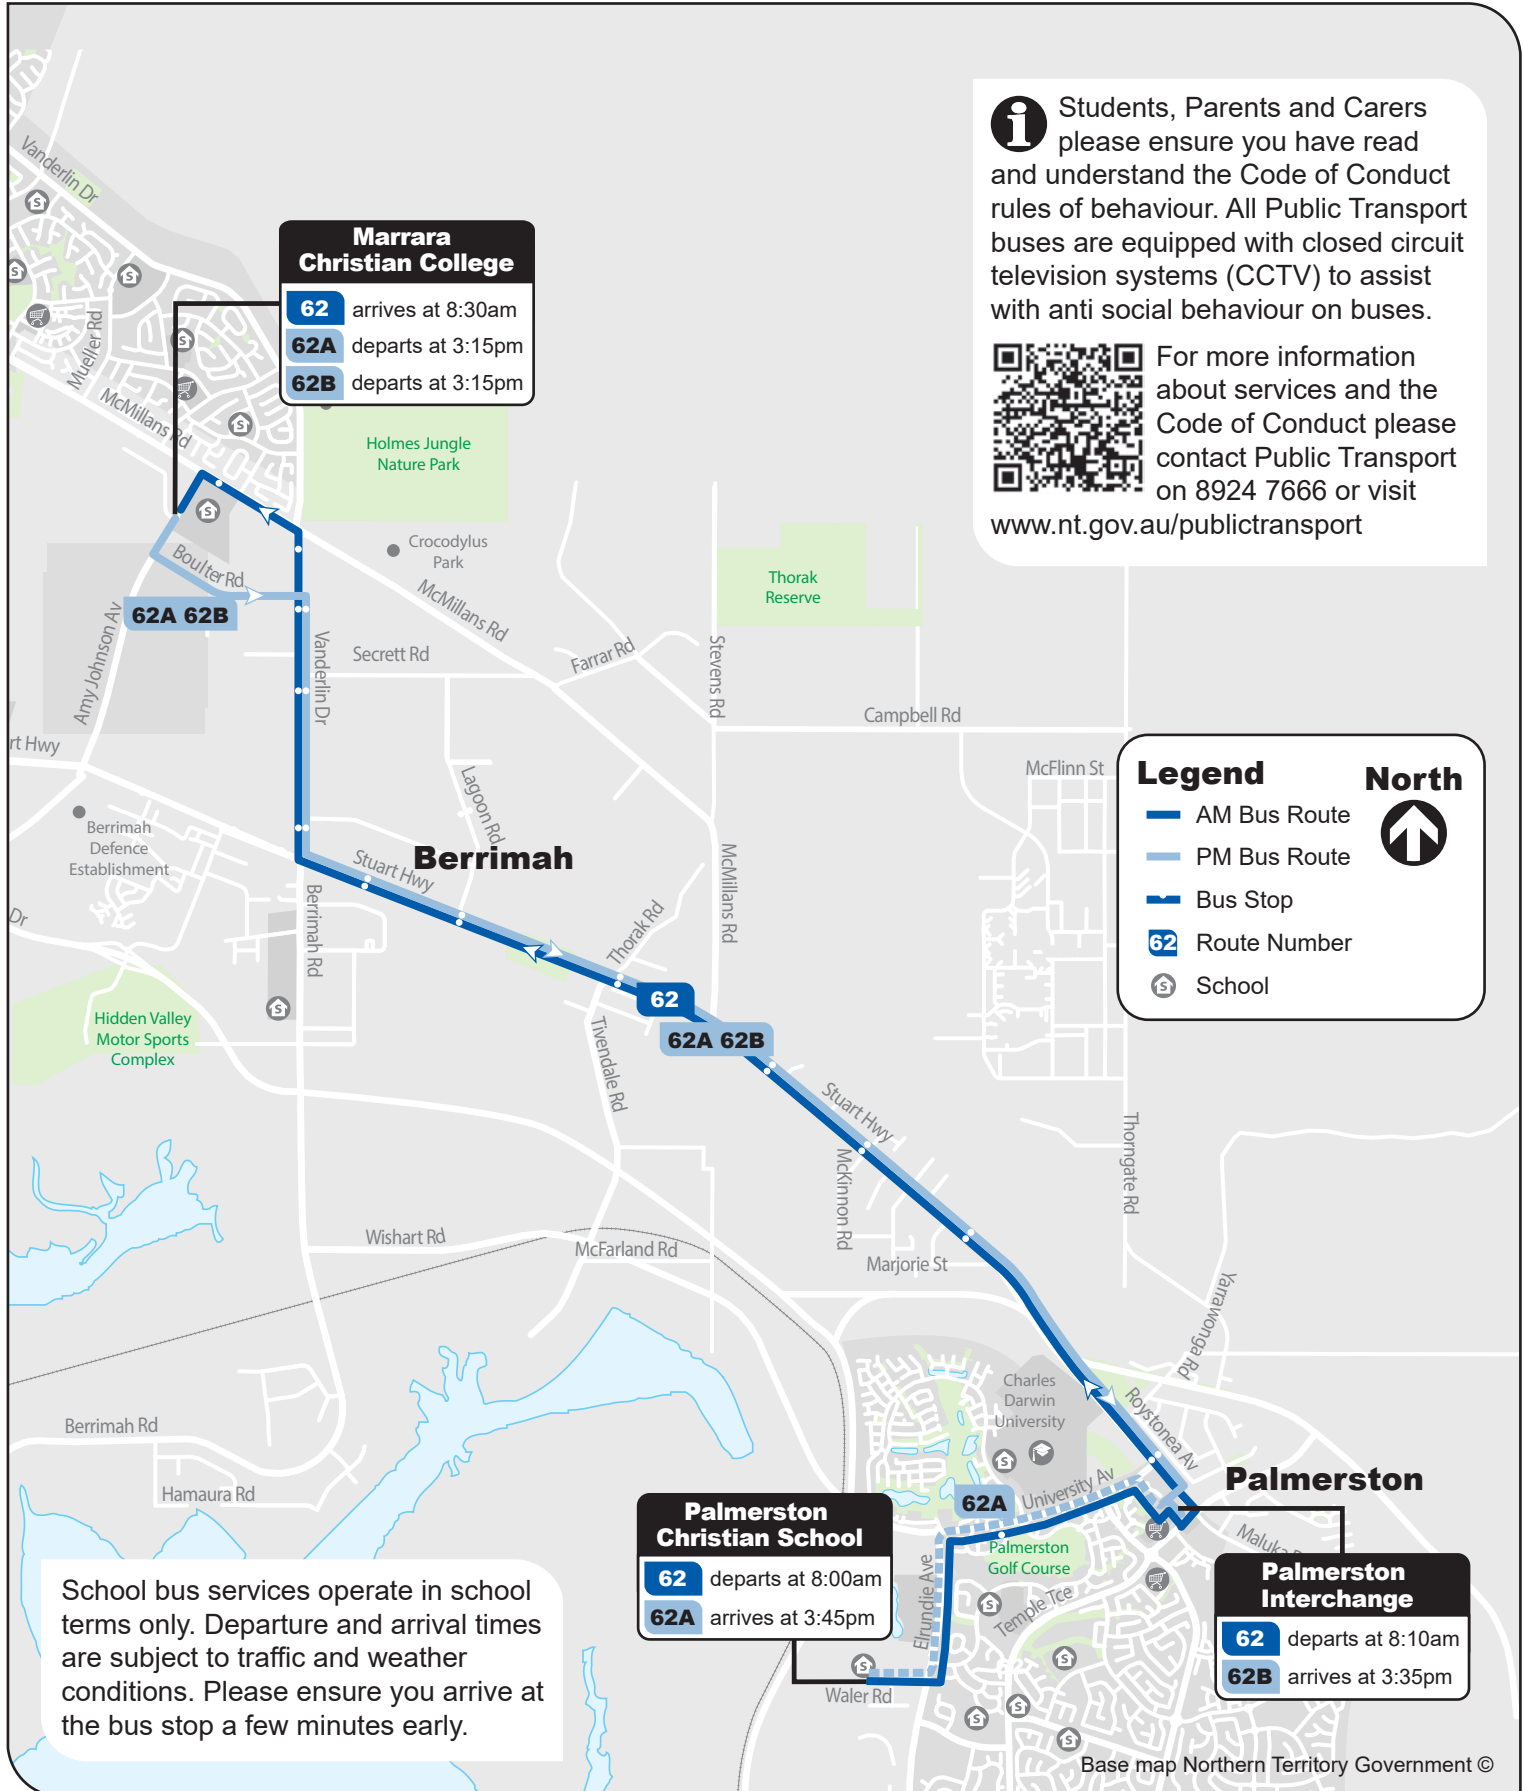 Students, Parents and Carers
please ensure you have read
and understand the Code of Conduct
rules of behaviour. All Public Transport
buses are equipped with closed circuit
television systems (CCTV) to assist
with anti social behaviour on buses.
For more information
about services and the
Code of Conduct please
contact Public Transport
on 8924 7666 or visit
www.nt.gov.au/publictransport
Vanderlin Dr
Marrara
Christian College
62 arrives at 8:30am
62A departs at 3:15pm
62B departs at 3:15pm
Mueller Rd
McMillans Rd
Holmes Jungle
Nature Park
Crocodylus
Park
Boulter Rd
62A 62B
McMillans Rd
Thorak
Reserve
Amy Johnson Av
Vanderlin Dr
Secrett Rd
Farrar Rd
Stevens Rd
Campbell Rd
rt Hwy
Lagoon Rd
McFlinn St
Legend
North
AM Bus Route
PM Bus Route
Bus Stop
62 Route Number
School
Berrimah
Defence
Establishment
Berrimah
Stuart Hwy
McMillans Rd
Dr
Berrimah Rd
Thorak Rd
62
62A 62B
Hidden Valley
Motor Sports
Complex
Tivendale Rd
Stuart Hwy
McKinnon Rd
Thorngate Rd
Wishart Rd
McFarland Rd
Marjorie St
Yarrawonga Rd
Charles
Darwin
University
Roystonea Av
Berrimah Rd
Hamaura Rd
62A
University Av
Palmerston
Palmerston
Christian School
62 departs at 8:00am
62A arrives at 3:45pm
Palmerston
Golf Course
Maluka
Elrundie Ave
Temple Tce
Palmerston
Interchange
62 departs at 8:10am
62B arrives at 3:35pm
Waler Rd
School bus services operate in school
terms only. Departure and arrival times
are subject to traffic and weather
conditions. Please ensure you arrive at
the bus stop a few minutes early.
Base map Northern Territory Government ©